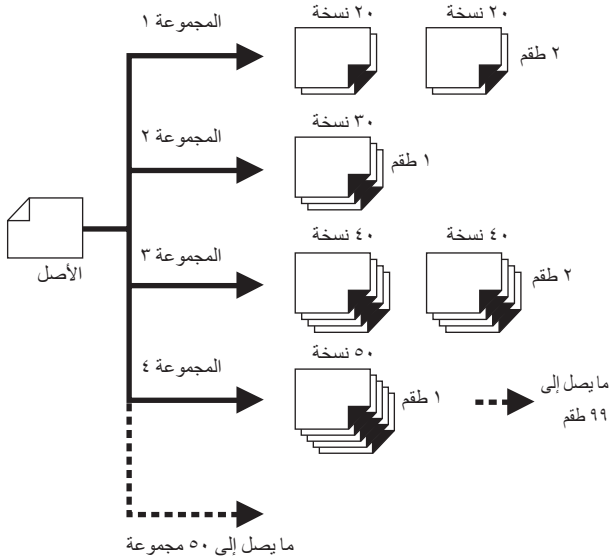 المجموعة ١
٢٠ نسخة
٢٠ نسخة
٢ طقم
المجموعة ٢
٣٠ نسخة
١ طقم
الأصل
المجموعة ٣
٤٠ نسخة
٤٠ نسخة
٢ طقم
المجموعة ٤
٥٠ نسخة
١ طقم
ما يصل إلى
٩٩ طقم
ما يصل إلى ٥٠ مجموعة